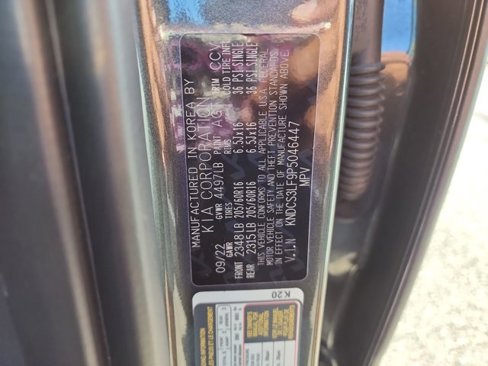 MANUFACTURED IN KOREA BY
KIA CORPORATION
GVWR 4497LB PAINT TRIM CCV
09/22 GAWR TIRES RIMS COLD TIRE INF.
FRONT 2348LB 205/60R16 6.5JX16 36 PSI,SINGLE
REAR 2315LB 205/60R16 6.5JX16 36 PSI,SINGLE
THIS VEHICLE CONFORMS TO ALL APPLICABLE U.S.A. FEDERAL
MOTOR VEHICLE SAFETY AND THEFT PREVENTION STANDARDS
IN EFFECT ON THE DATE OF MANUFACTURE SHOWN ABOVE.
V.I.N : KNDCS3LF9P5046447
MPV
K20